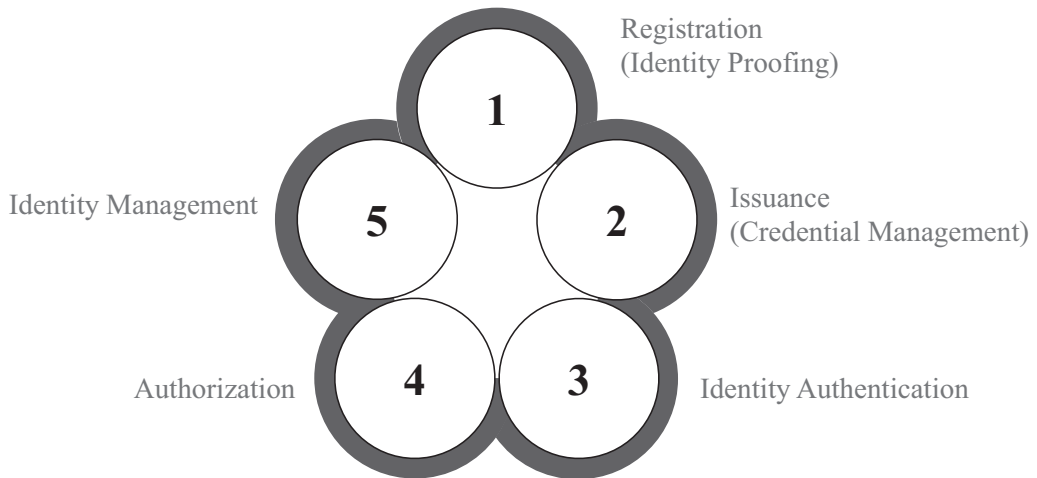 1
Registration
(Identity Proofing)
2
Issuance
(Credential Management)
3
Identity Authentication
4
Authorization
5
Identity Management